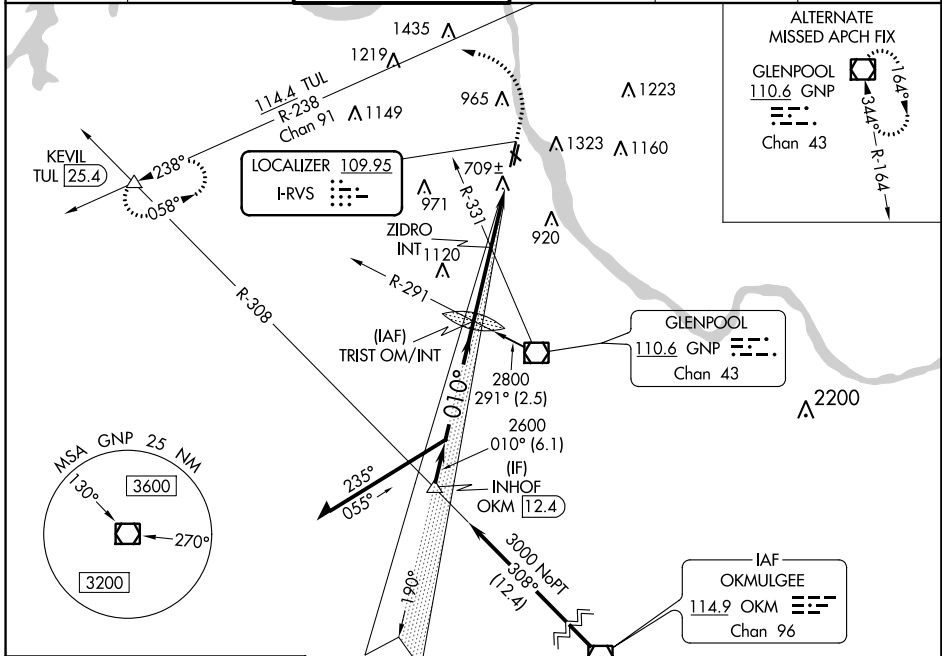 1435
1219
114.4 TUL
R-238
Chan 91
1149
965
1223
1323
1160
ALTERNATE
MISSED APCH FIX
GLENPOOL
110.6 GNP
Chan 43
164°
344°
R-164
KEVIL
TUL 25.4
238°
058°
LOCALIZER 109.95
I-RVS
709±
971
R-331
920
ZIDRO
INT
1120
R-291
R-308
(IAF)
TRIST OM/INT
GLENPOOL
110.6 GNP
Chan 43
2800
291° (2.5)
2200
010°
2600
010° (6.1)
(IF)
INHOF
OKM 12.4
235°
055°
MSA GNP 25 NM
130°
3600
270°
3200
190°
3000 NoPT
308°
(12.4)
IAF
OKMULGEE
114.9 OKM
Chan 96